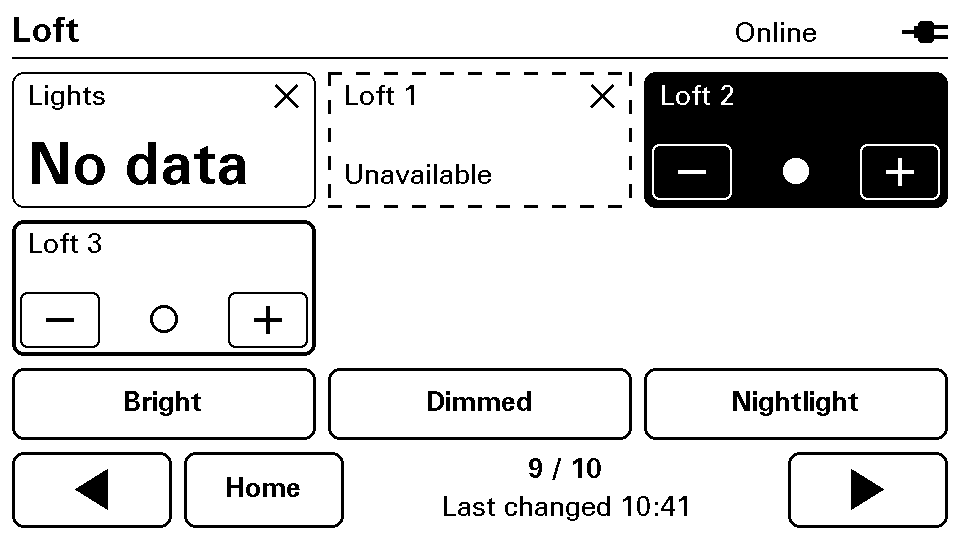 Loft
Online
Lights
No data
Loft 1
Unavailable
Loft 2
Loft 3
Bright
Dimmed
Nightlight
Home
9 / 10
Last changed 10:41